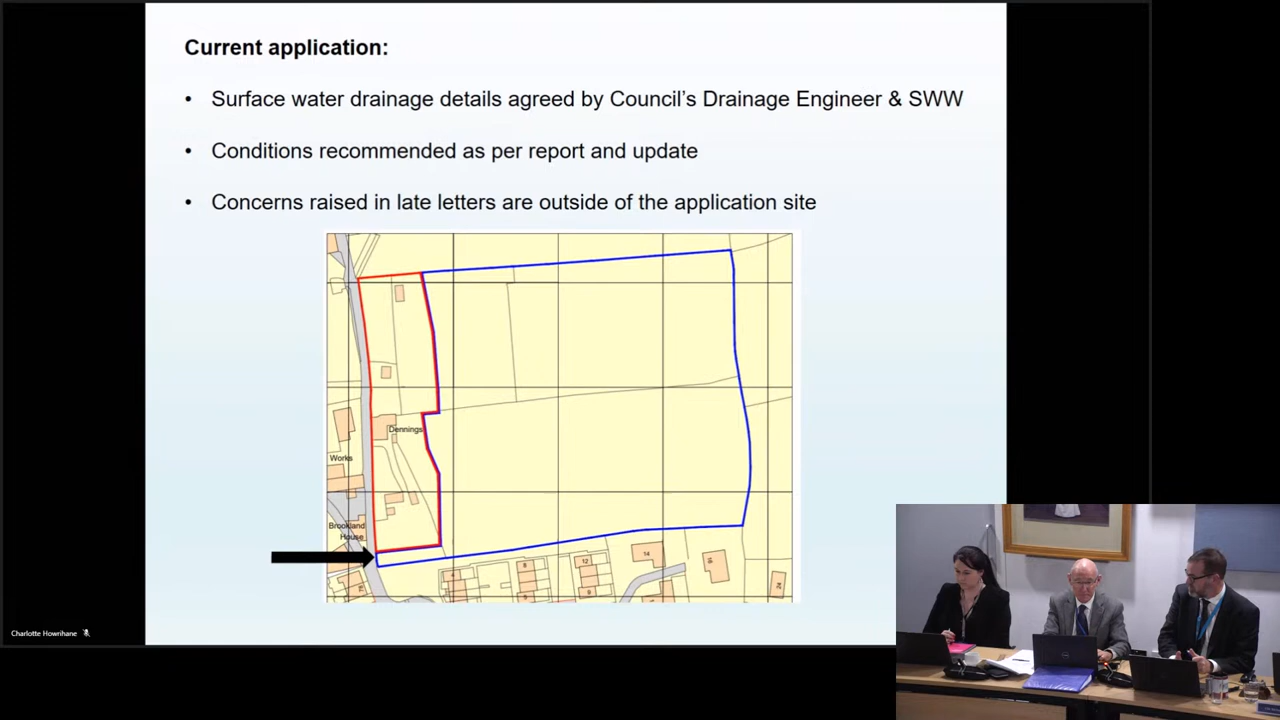 Current application:
• Surface water drainage details agreed by Council's Drainage Engineer & SWW
• Conditions recommended as per report and update
• Concerns raised in late letters are outside of the application site
Dennings
Works
Brookland
House
14
4
8
12
24
Charlotte Howrihane